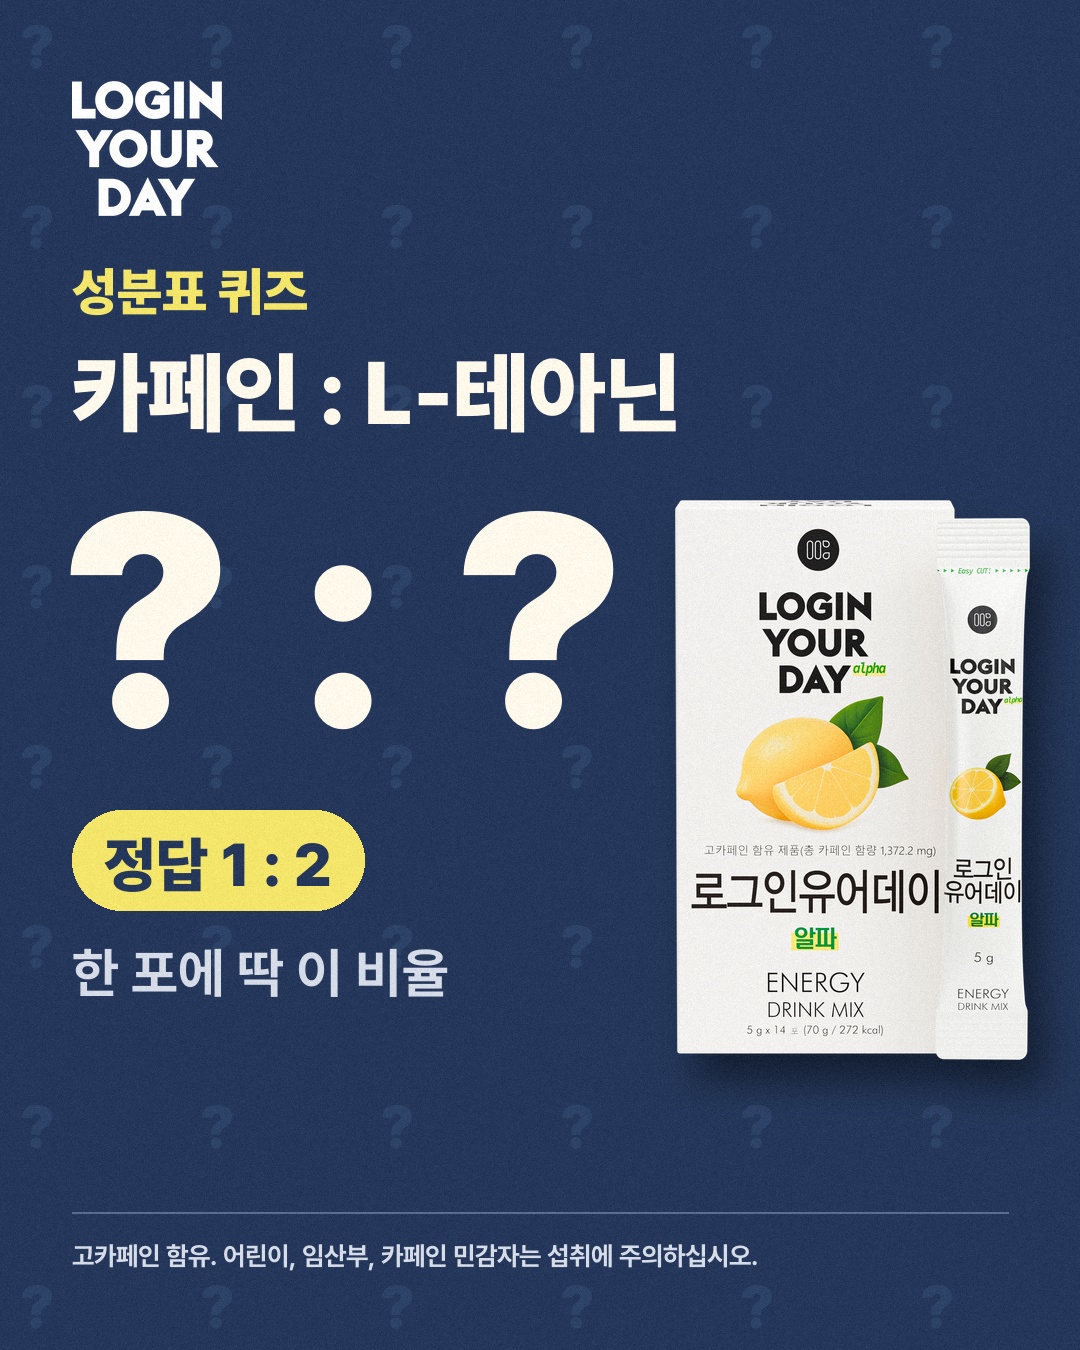 LOGIN
YOUR
DAY
성분표 퀴즈
카페인 : L-테아닌
? : ?
정답 1 : 2
한 포에 딱 이 비율
LOGIN
YOUR
DAY alpha
고카페인 함유 제품(총 카페인 함량 1,372.2 mg)
로그인유어데이
알파
ENERGY
DRINK MIX
5 g x 14 포 (70 g / 272 kcal)
Easy CUT!
LOGIN
YOUR
DAY alpha
로그인
유어데이
알파
5 g
ENERGY
DRINK MIX
고카페인 함유. 어린이, 임산부, 카페인 민감자는 섭취에 주의하십시오.